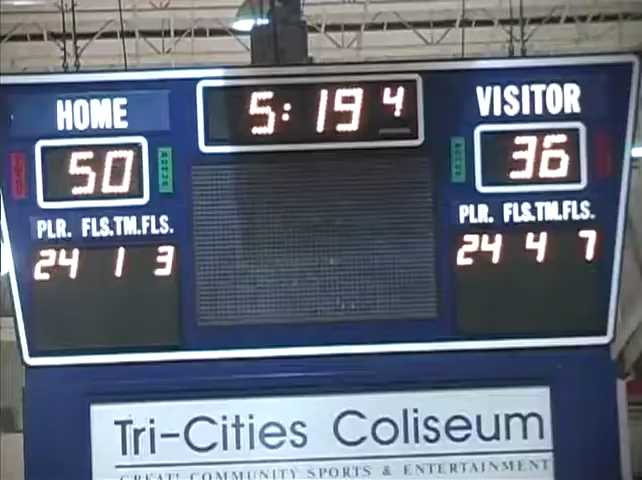 HOME 5:19 4 VISITOR
50 36
PLR. FLS.TM.FLS. PLR. FLS.TM.FLS.
24 1 3 24 4 7
Tri-Cities Coliseum
GREAT! COMMUNITY SPORTS & ENTERTAINMENT